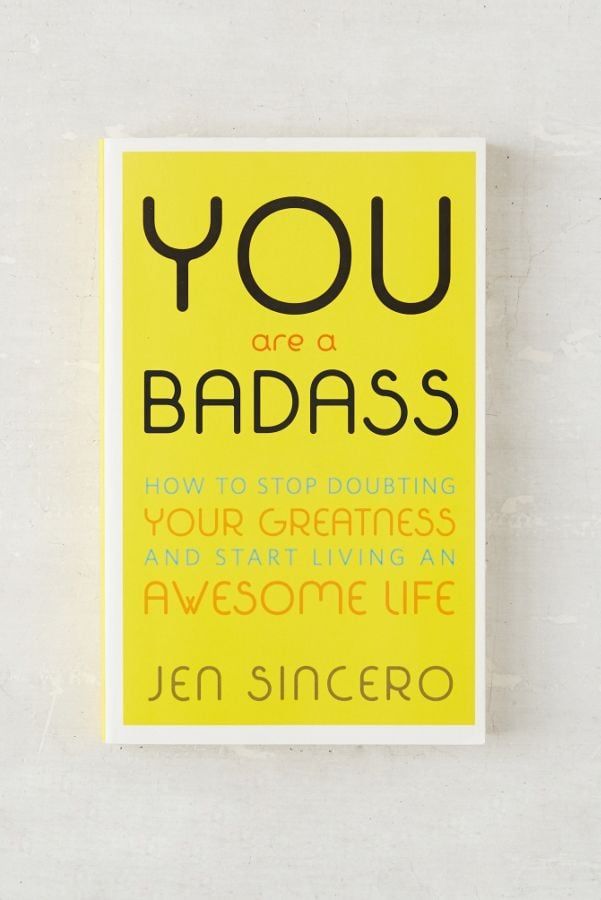 YOU
are a
BADASS
HOW TO STOP DOUBTING
YOUR GREATNESS
AND START LIVING AN
AWESOME LIFE
JEN SINCERO